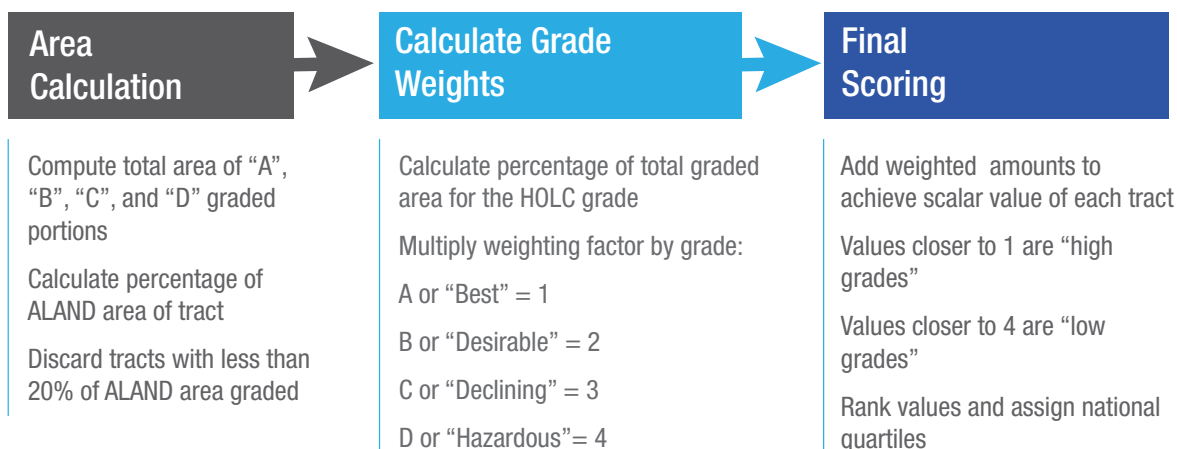 Area
Calculation
Compute total area of “A”,
“B”, “C”, and “D” graded
portions
Calculate percentage of
ALAND area of tract
Discard tracts with less than
20% of ALAND area graded
Calculate Grade
Weights
Calculate percentage of total graded
area for the HOLC grade
Multiply weighting factor by grade:
A or “Best” = 1
B or “Desirable” = 2
C or “Declining” = 3
D or “Hazardous”= 4
Final
Scoring
Add weighted  amounts to
achieve scalar value of each tract
Values closer to 1 are “high
grades”
Values closer to 4 are “low
grades”
Rank values and assign national
quartiles